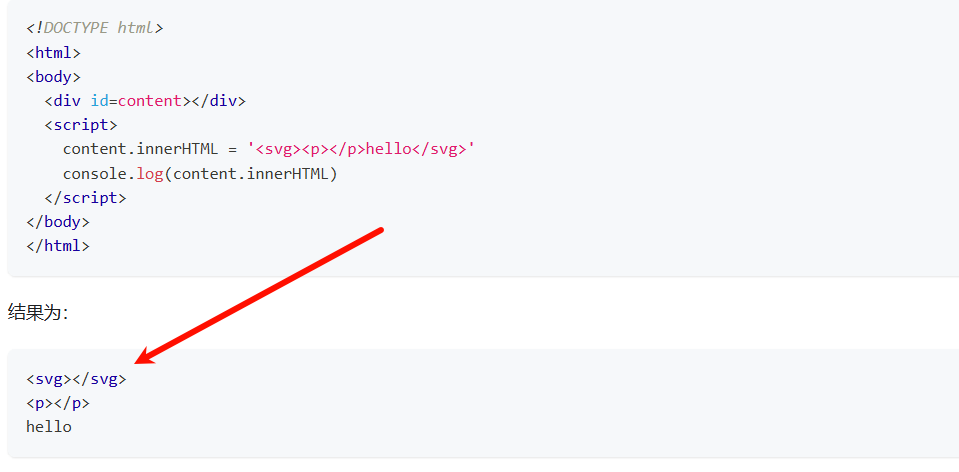 <!DOCTYPE html>
<html>
<body>
  <div id=content></div>
  <script>
    content.innerHTML = '<svg><p></p>hello</svg>'
    console.log(content.innerHTML)
  </script>
</body>
</html>
结果为：
<svg></svg>
<p></p>
hello